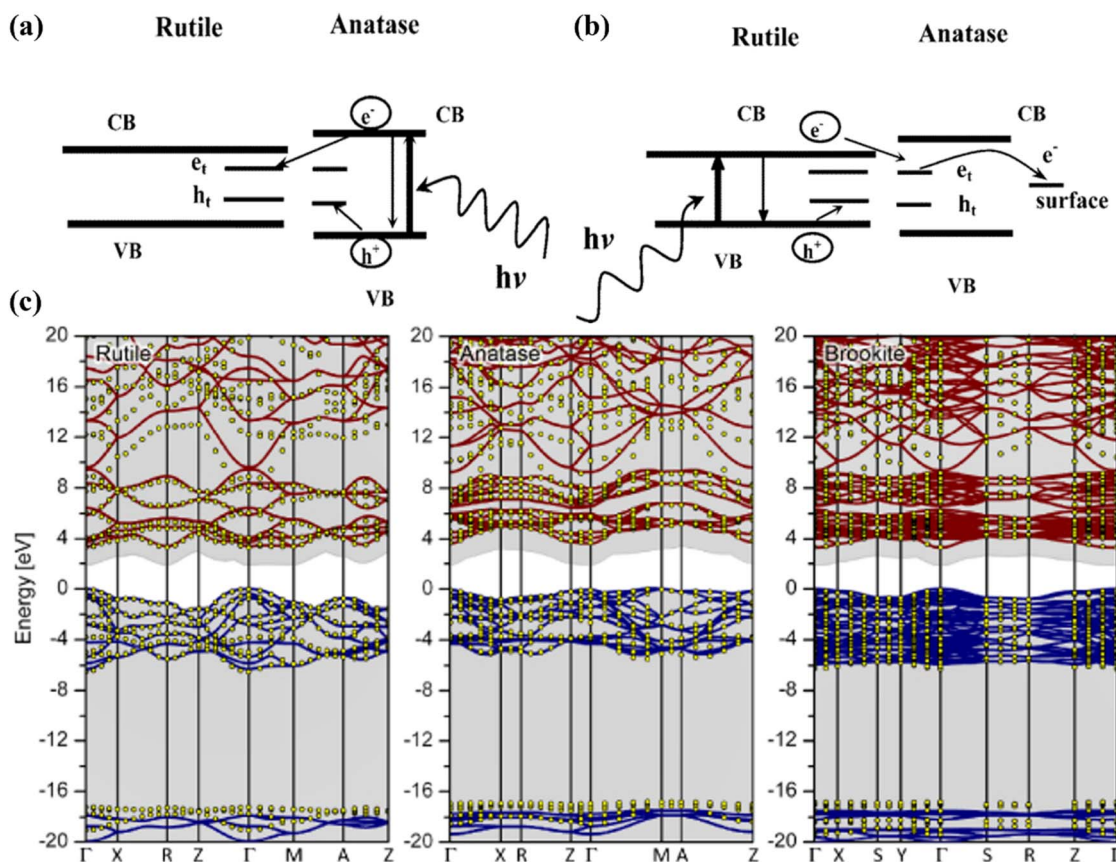 (a) Rutile Anatase
CB
e⁻
CB
eₜ
hₜ
VB
h⁺
hν
VB
(b) Rutile Anatase
CB
e⁻
CB
eₜ
e⁻
hₜ
surface
hν
VB
h⁺
VB
(c)
Energy [eV]
20
16
12
8
4
0
-4
-8
-12
-16
-20
Rutile
Γ X R Z Γ M A Z
20
16
12
8
4
0
-4
-8
-12
-16
-20
Anatase
Γ X R Z Γ M A Z
20
16
12
8
4
0
-4
-8
-12
-16
-20
Brookite
Γ X S Y Γ S R Z Γ